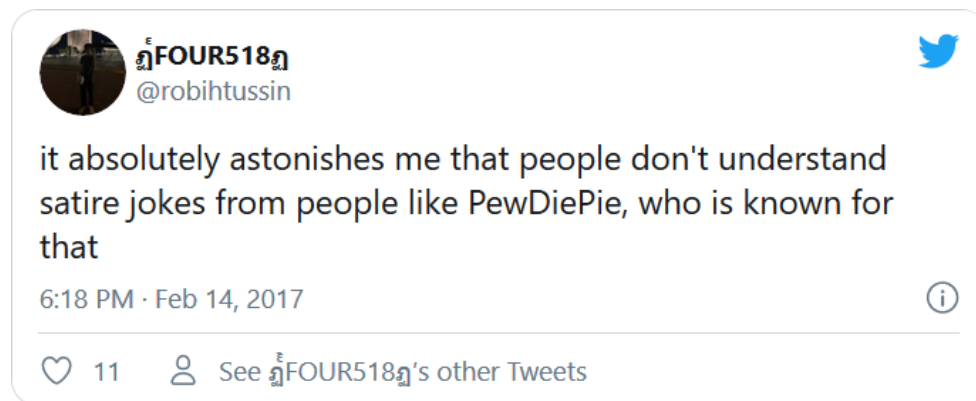 ฏ๎๋FOUR518ฏ
@robihtussin
it absolutely astonishes me that people don't understand
satire jokes from people like PewDiePie, who is known for
that
6:18 PM · Feb 14, 2017
11
See ฏ๎๋FOUR518ฏ's other Tweets